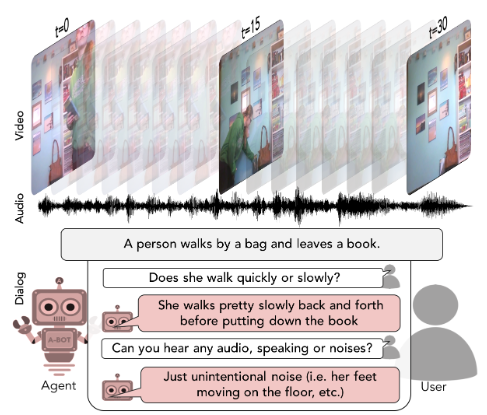 t=0
t=15
t=30
Video
Audio
A person walks by a bag and leaves a book.
Dialog
Does she walk quickly or slowly?
She walks pretty slowly back and forth
before putting down the book
Can you hear any audio, speaking or noises?
Just unintentional noise (i.e. her feet
moving on the floor, etc.)
A-BOT
Agent
User